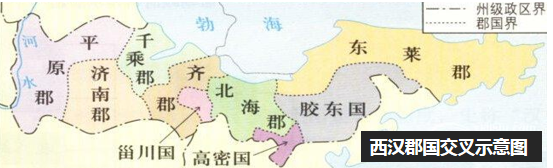 渤海
州级政区界
郡国界
河水
平原郡
济南郡
千乘郡
齐郡
北海郡
东莱郡
胶东国
甾川国
高密国
西汉郡国交叉示意图